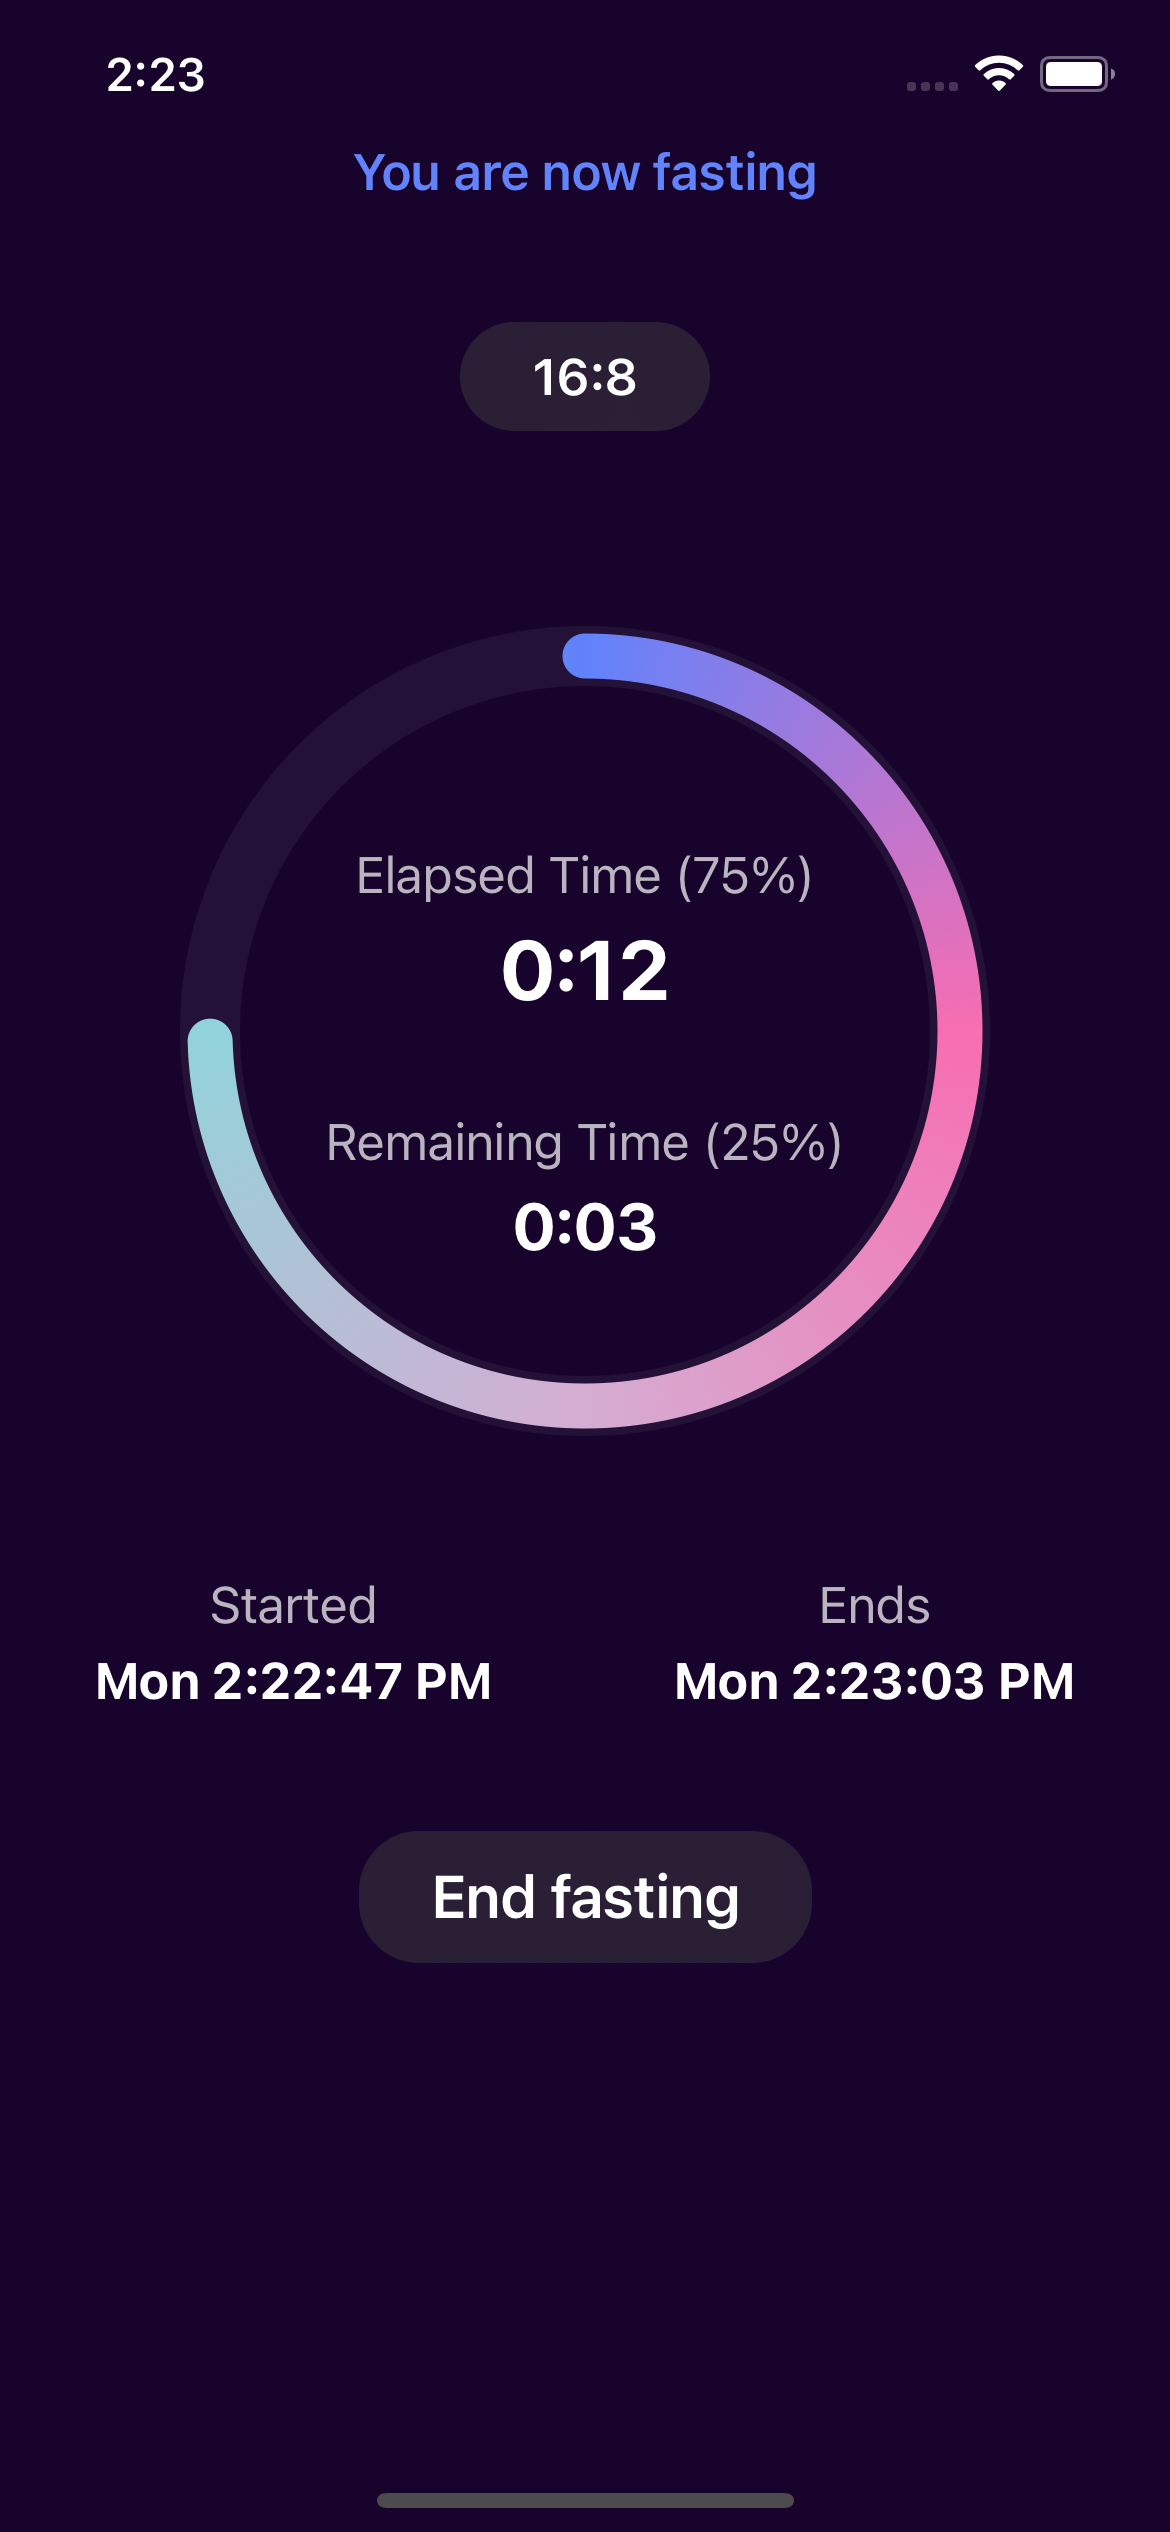 2:23
You are now fasting
16:8
Elapsed Time (75%)
0:12
Remaining Time (25%)
0:03
Started
Ends
Mon 2:22:47 PM
Mon 2:23:03 PM
End fasting